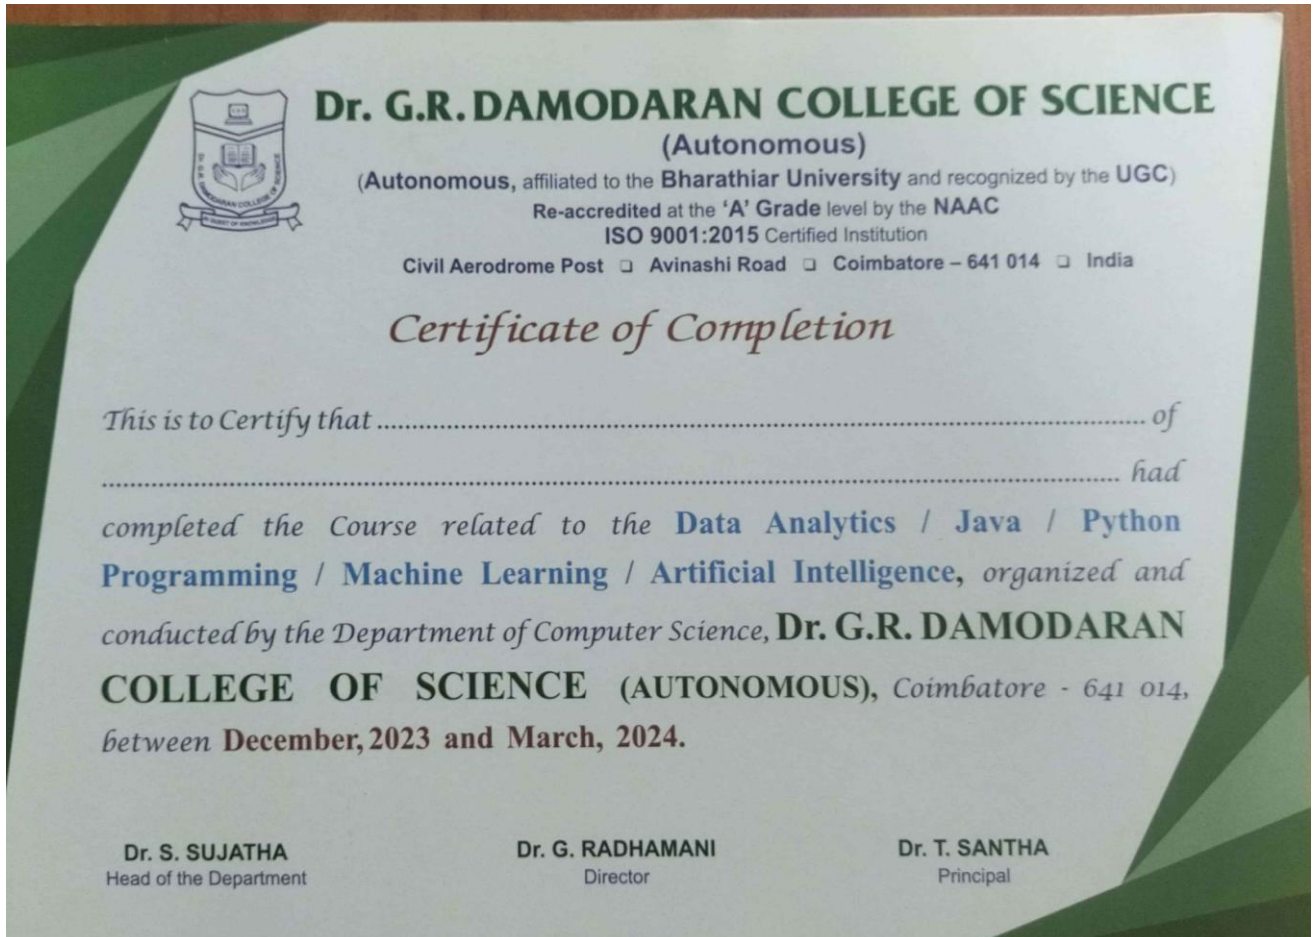 Dr. G.R. DAMODARAN COLLEGE OF SCIENCE
(Autonomous)
(Autonomous, affiliated to the Bharathiar University and recognized by the UGC)
Re-accredited at the ‘A’ Grade level by the NAAC
ISO 9001:2015 Certified Institution
Civil Aerodrome Post ❑ Avinashi Road ❑ Coimbatore – 641 014 ❑ India
Dr. G.R. DAMODARAN COLLEGE OF SCIENCE
Certificate of Completion
This is to Certify that .......... of
.......... had
completed the Course related to the Data Analytics / Java / Python
Programming / Machine Learning / Artificial Intelligence, organized and
conducted by the Department of Computer Science, Dr. G.R. DAMODARAN
COLLEGE OF SCIENCE (AUTONOMOUS), Coimbatore - 641 014,
between December, 2023 and March, 2024.
Dr. S. SUJATHA Dr. G. RADHAMANI Dr. T. SANTHA
Head of the Department Director Principal